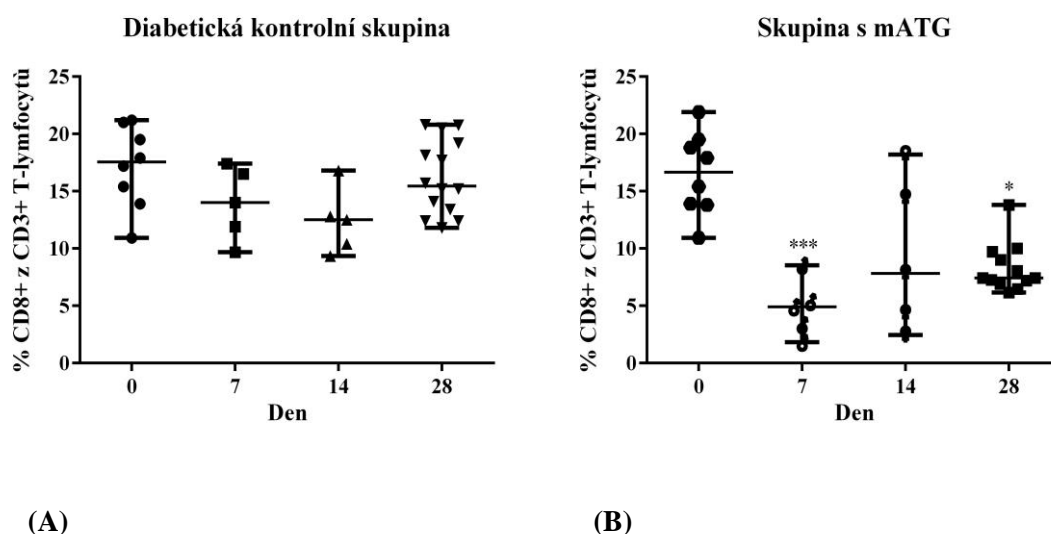 Diabetická kontrolní skupina
% CD8+ z CD3+ T-lymfocytů
25
20
15
10
5
0
0 7 14 28
Den
(A)
Skupina s mATG
% CD8+ z CD3+ T-lymfocytů
25
20
15
10
5
0
***
*
0 7 14 28
Den
(B)